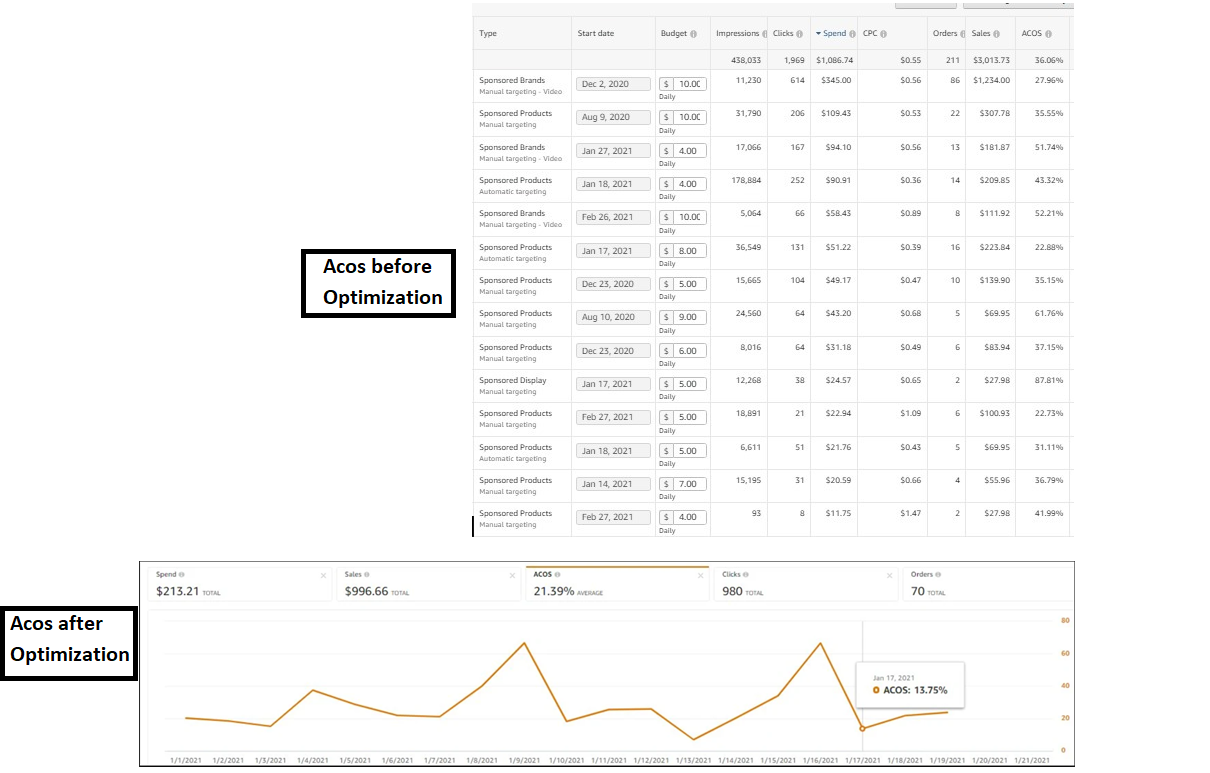 Type Start date Budget Impressions Clicks Spend CPC Orders Sales ACOS
438,033 1,969 $1,086.74 $0.55 211 $3,013.73 36.06%
Sponsored Brands Dec 2, 2020 $ 10.00 11,230 614 $345.00 $0.56 86 $1,234.00 27.96%
Manual targeting - Video Daily
Sponsored Products Aug 9, 2020 $ 10.00 31,790 206 $109.43 $0.53 22 $307.78 35.55%
Manual targeting Daily
Sponsored Brands Jan 27, 2021 $ 4.00 17,066 167 $94.10 $0.56 13 $181.87 51.74%
Manual targeting - Video Daily
Sponsored Products Jan 18, 2021 $ 4.00 178,884 252 $90.91 $0.36 14 $209.85 43.32%
Automatic targeting Daily
Sponsored Brands Feb 26, 2021 $ 10.00 5,064 66 $58.43 $0.89 8 $111.92 52.21%
Manual targeting - Video Daily
Sponsored Products Jan 17, 2021 $ 8.00 36,549 131 $51.22 $0.39 16 $223.84 22.88%
Automatic targeting Daily
Acos before
Optimization
Sponsored Products Dec 23, 2020 $ 5.00 15,665 104 $49.17 $0.47 10 $139.90 35.15%
Manual targeting Daily
Sponsored Products Aug 10, 2020 $ 9.00 24,560 64 $43.20 $0.68 5 $69.95 61.76%
Manual targeting Daily
Sponsored Products Dec 23, 2020 $ 6.00 8,016 64 $31.18 $0.49 6 $83.94 37.15%
Manual targeting Daily
Sponsored Display Jan 17, 2021 $ 5.00 12,268 38 $24.57 $0.65 2 $27.98 87.81%
Manual targeting Daily
Sponsored Products Feb 27, 2021 $ 5.00 18,891 21 $22.94 $1.09 6 $100.93 22.73%
Manual targeting Daily
Sponsored Products Jan 18, 2021 $ 5.00 6,611 51 $21.76 $0.43 5 $69.95 31.11%
Automatic targeting Daily
Sponsored Products Jan 14, 2021 $ 7.00 15,195 31 $20.59 $0.66 4 $55.96 36.79%
Manual targeting Daily
Sponsored Products Feb 27, 2021 $ 4.00 93 8 $11.75 $1.47 2 $27.98 41.99%
Manual targeting Daily
Spend Sales ACOS Clicks Orders
$213.21 TOTAL $996.66 TOTAL 21.39% AVERAGE 980 TOTAL 70 TOTAL
Acos after
Optimization
80
60
40
20
0
Jan 17, 2021
ACOS: 13.75%
1/1/2021 1/2/2021 1/3/2021 1/4/2021 1/5/2021 1/6/2021 1/7/2021 1/8/2021 1/9/2021 1/10/2021 1/11/2021 1/12/2021 1/13/2021 1/14/2021 1/15/2021 1/16/2021 1/17/2021 1/18/2021 1/19/2021 1/20/2021 1/21/2021